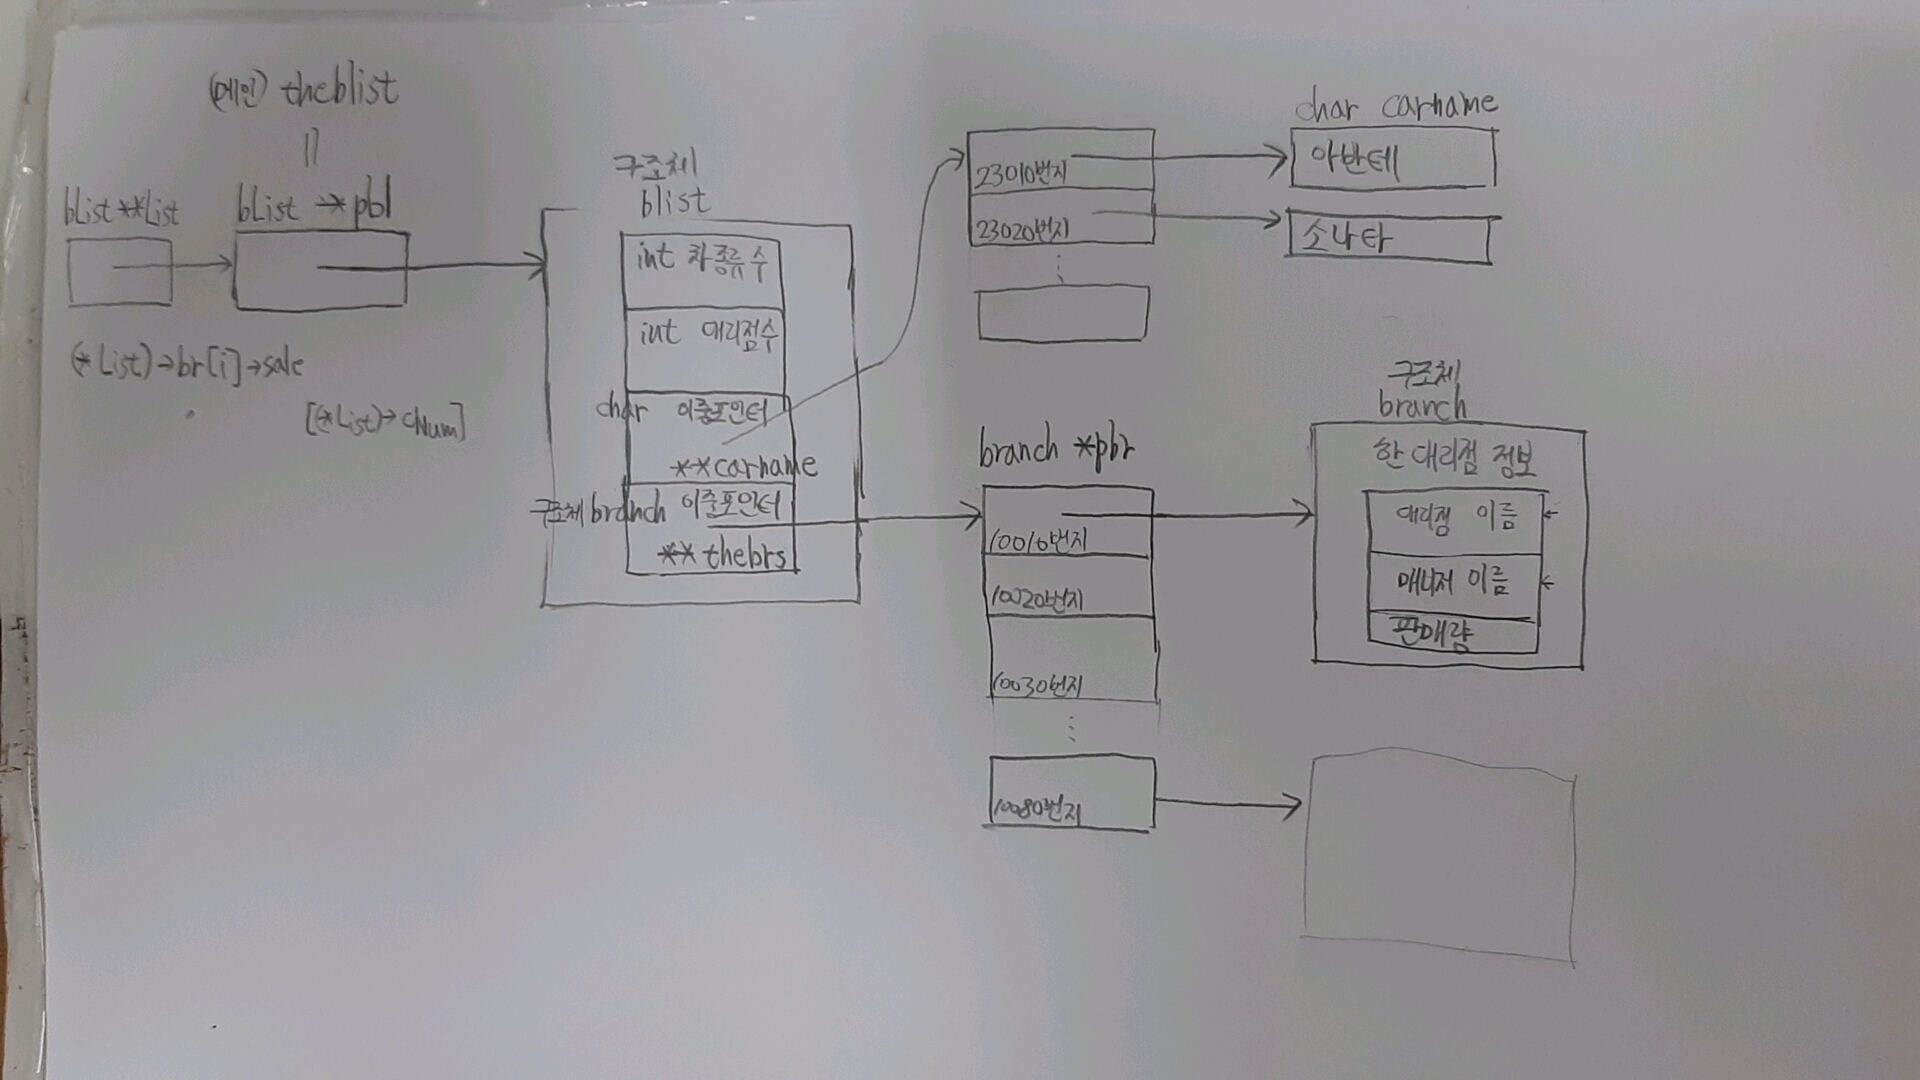 (메인) theblist
||
blist**list
blist →*pbl
(*list)→br[i]→sale
[(*list)→cNum]
구조체
blist
int 차종류 수
int 대리점수
char 이중포인터
**carname
구조체 branch 이중포인터
**thebrs
23010번지
23020번지
char carname
아반테
소나타
branch *pbr
10010번지
10020번지
10030번지
10080번지
구조체
branch
한 대리점 정보
대리점 이름
매니저 이름
판매량